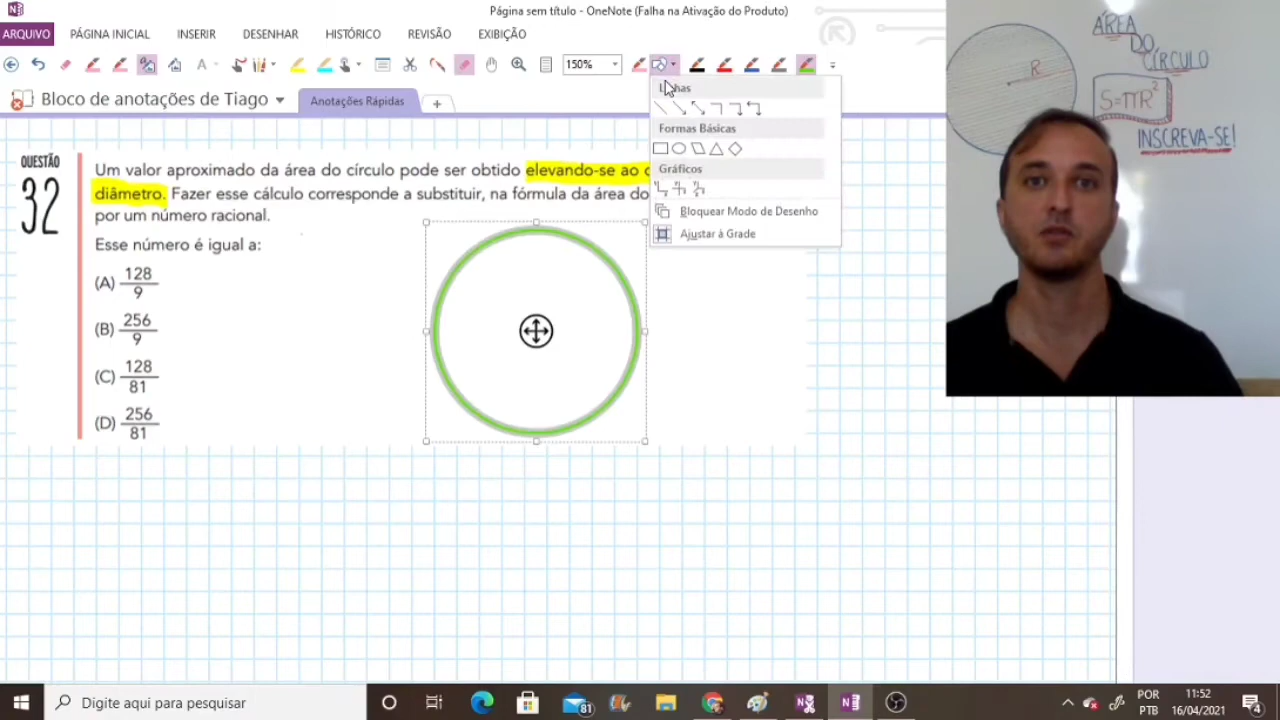 Página sem título - OneNote (Falha na Ativação do Produto)
ARQUIVO PÁGINA INICIAL INSERIR DESENHAR HISTÓRICO REVISÃO EXIBIÇÃO
A 150%
Bloco de anotações de Tiago Anotações Rápidas
Formas Básicas
Gráficos
Bloquear Modo de Desenho
Ajustar à Grade
QUESTÃO
32
Um valor aproximado da área do círculo pode ser obtido elevando-se ao
diâmetro. Fazer esse cálculo corresponde a substituir, na fórmula da área do
por um número racional.
Esse número é igual a:
(A) 128/9
(B) 256/9
(C) 128/81
(D) 256/81
ÁREA
DO
CÍRCULO
R
S=πR²
INSCREVA-SE!
Digite aqui para pesquisar
81
POR
PTB
11:52
16/04/2021
4